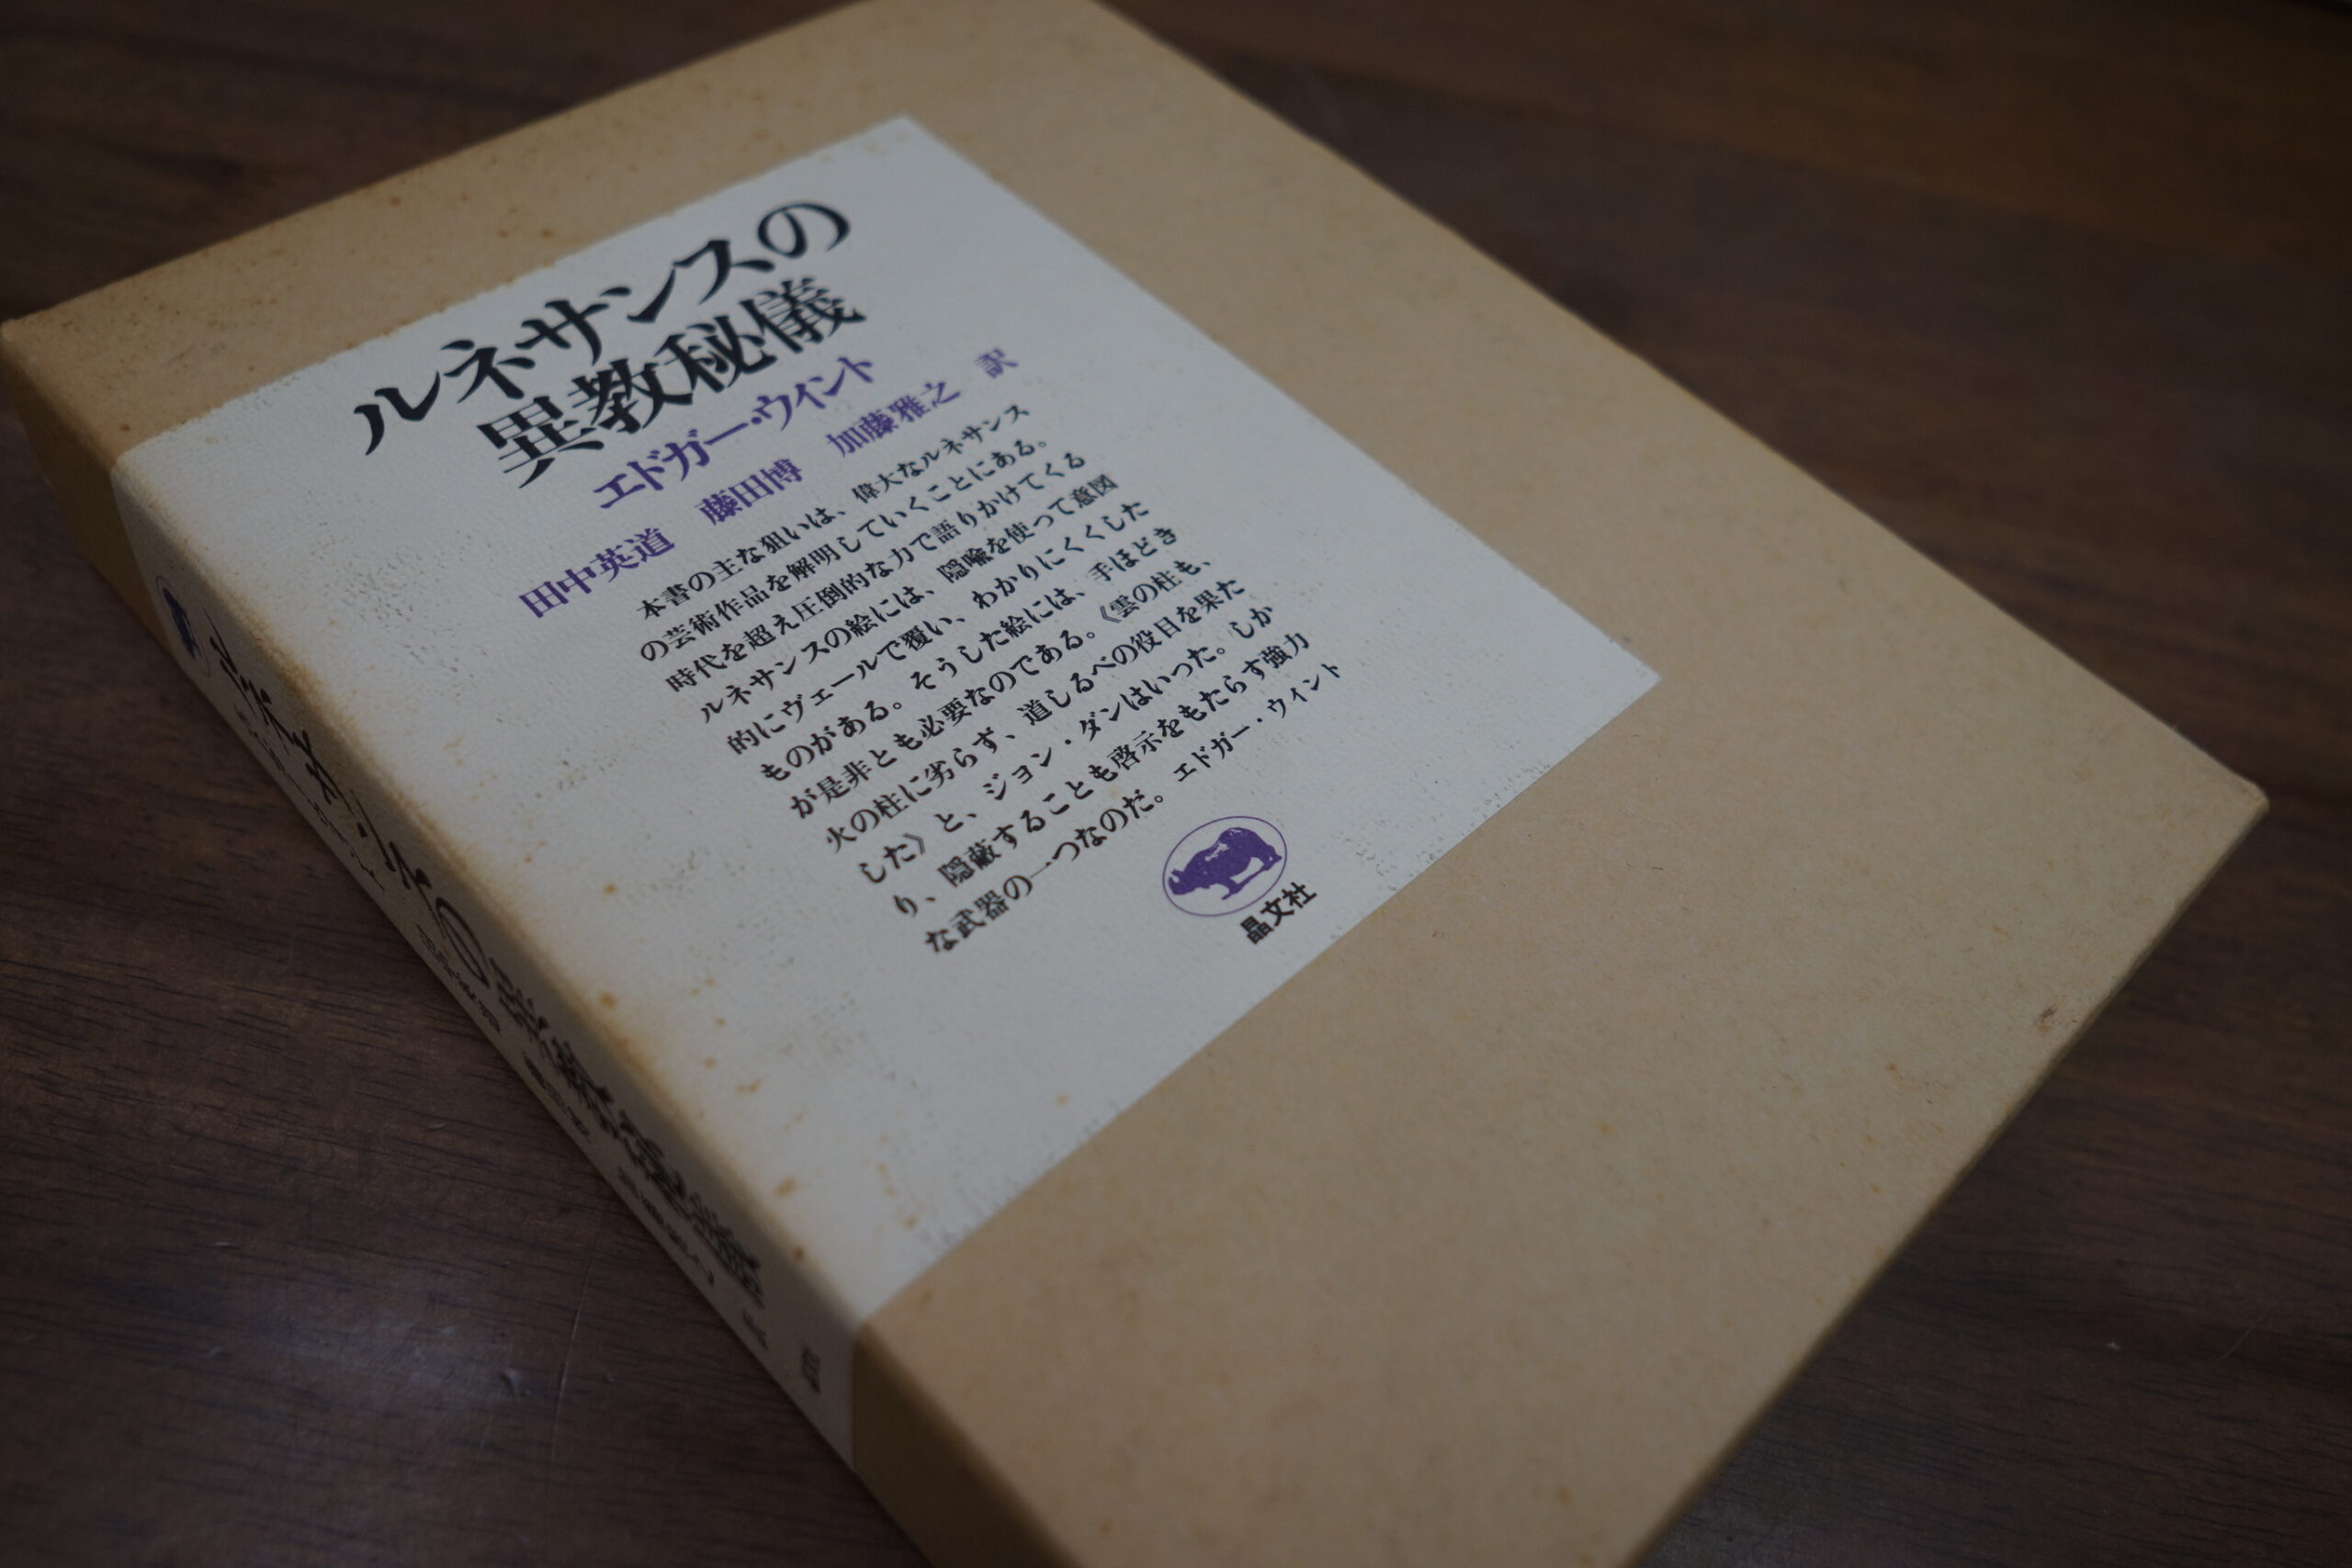 ルネサンスの
異教秘儀
エドガー・ウィント
田中英道　藤田博　加藤雅之　訳
本書の主な狙いは、偉大なルネサンス
の芸術作品を解明していくことにある。
時代を超え圧倒的な力で語りかけてくる
ルネサンスの絵には、隠喩を使って意図
的にヴェールで覆い、わかりにくくした
ものがある。そうした絵には、手ほどき
が是非とも必要なのである。《雲の柱も、
火の柱に劣らず、道しるべの役目を果た
した》と、ジョン・ダンはいった。しか
り、隠蔽することも啓示をもたらす強力
な武器の一つなのだ。エドガー・ウィント
晶文社
ルネサンスの異教秘儀